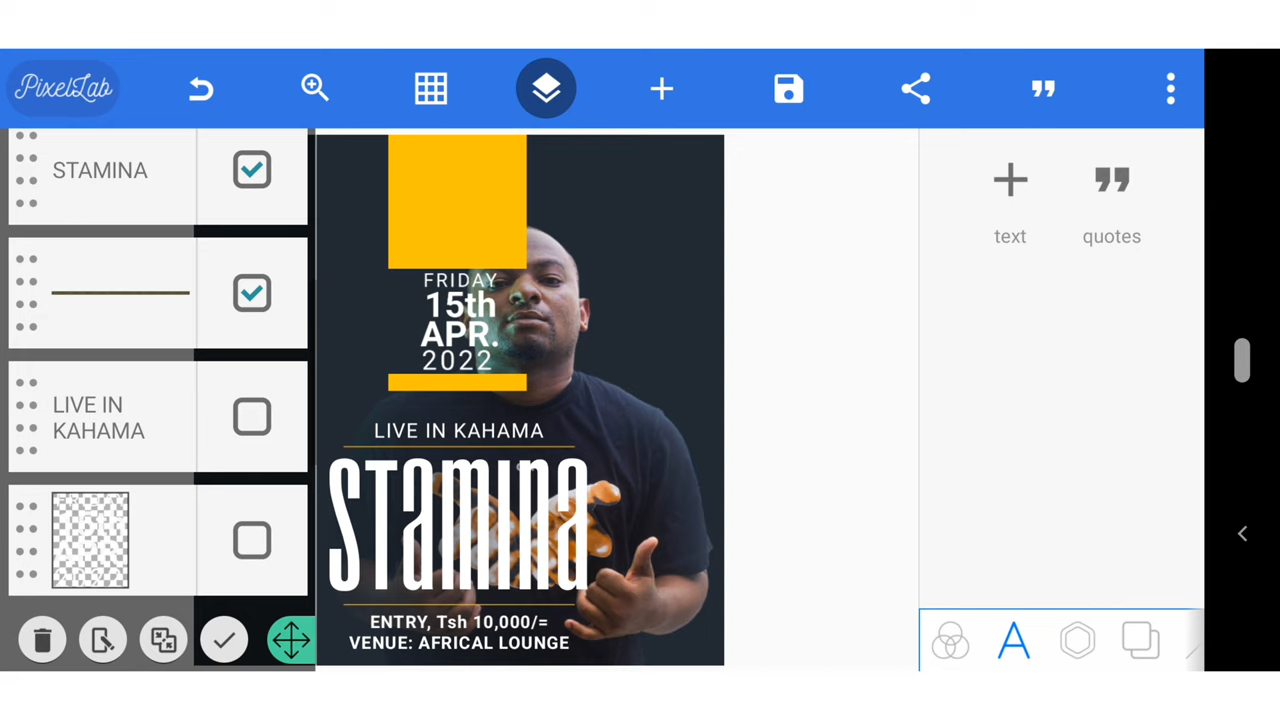 PixelLab
STAMINA
LIVE IN
KAHAMA
FRIDAY
15th
APR.
2022
LIVE IN KAHAMA
STamina
ENTRY, Tsh 10,000/=
VENUE: AFRICAL LOUNGE
text
quotes